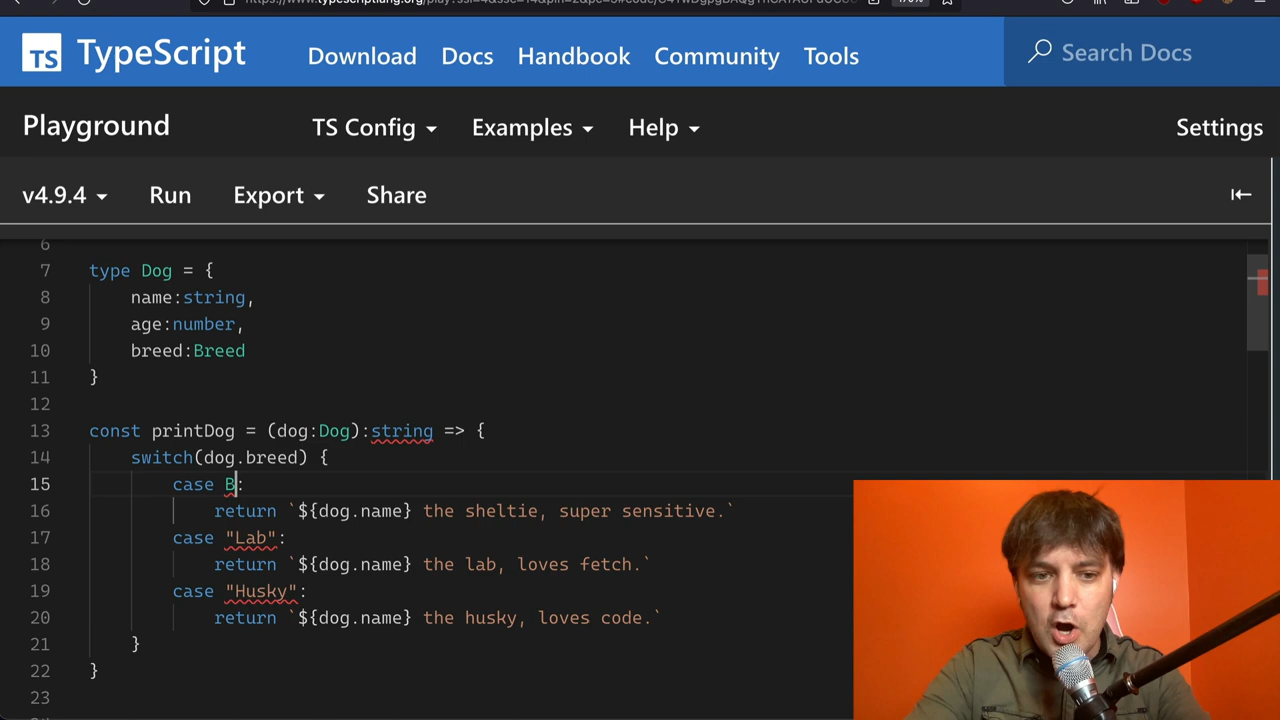 TS TypeScript Download Docs Handbook Community Tools Search Docs
Playground TS Config Examples Help Settings
v4.9.4 Run Export Share
6
7 type Dog = {
8 name:string,
9 age:number,
10 breed:Breed
11 }
12
13 const printDog = (dog:Dog):string => {
14 switch(dog.breed) {
15 case B:
16 return `${dog.name} the sheltie, super sensitive.`
17 case "Lab":
18 return `${dog.name} the lab, loves fetch.`
19 case "Husky":
20 return `${dog.name} the husky, loves code.`
21 }
22 }
23